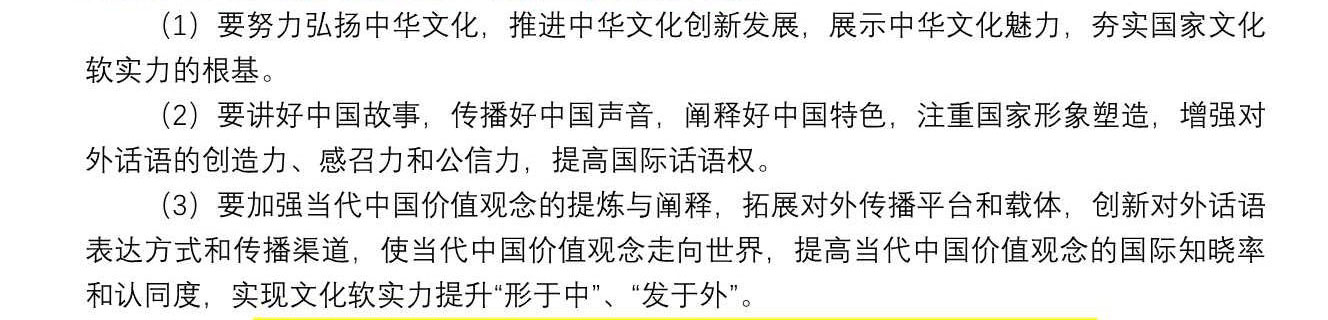 （1）要努力弘扬中华文化，推进中华文化创新发展，展示中华文化魅力，夯实国家文化
软实力的根基。
（2）要讲好中国故事，传播好中国声音，阐释好中国特色，注重国家形象塑造，增强对
外话语的创造力、感召力和公信力，提高国际话语权。
（3）要加强当代中国价值观念的提炼与阐释，拓展对外传播平台和载体，创新对外话语
表达方式和传播渠道，使当代中国价值观念走向世界，提高当代中国价值观念的国际知晓率
和认同度，实现文化软实力提升“形于中”、“发于外”。